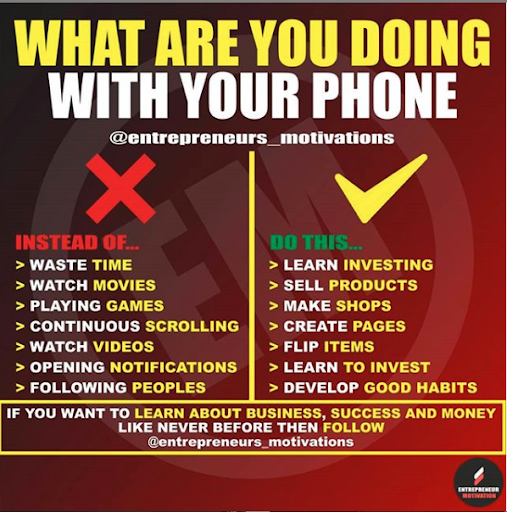 WHAT ARE YOU DOING
WITH YOUR PHONE
@entrepreneurs_motivations
INSTEAD OF...
> WASTE TIME
> WATCH MOVIES
> PLAYING GAMES
> CONTINUOUS SCROLLING
> WATCH VIDEOS
> OPENING NOTIFICATIONS
> FOLLOWING PEOPLES
DO THIS...
> LEARN INVESTING
> SELL PRODUCTS
> MAKE SHOPS
> CREATE PAGES
> FLIP ITEMS
> LEARN TO INVEST
> DEVELOP GOOD HABITS
IF YOU WANT TO LEARN ABOUT BUSINESS, SUCCESS AND MONEY
LIKE NEVER BEFORE THEN FOLLOW
@entrepreneurs_motivations
EM
ENTREPRENEUR
MOTIVATION